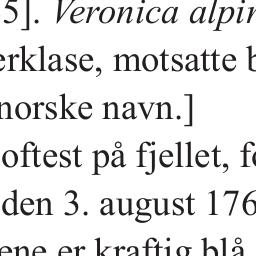 5]. Veronica alpin
erklase, motsatte b
norske navn.]
oftest på fjellet, f
den 3. august 176
ene er kraftig blå